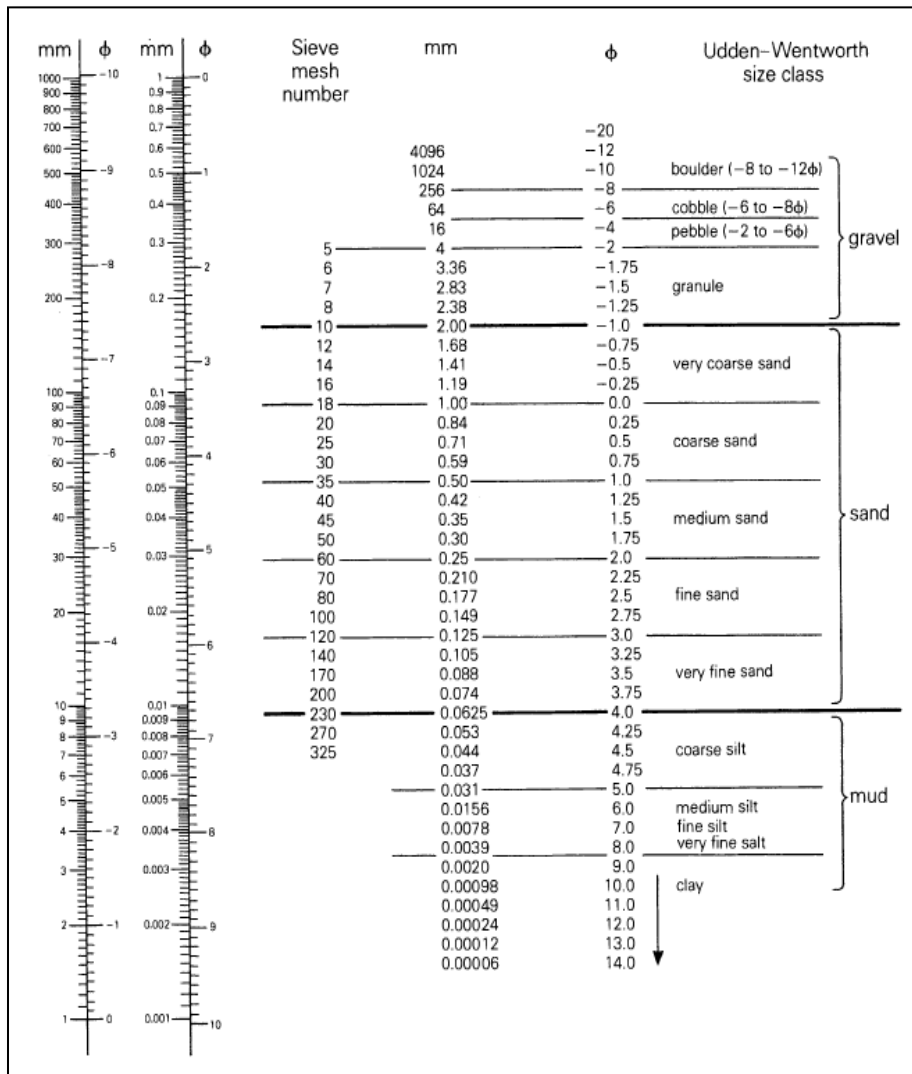 mm ϕ mm ϕ
1000 −10 1 0
900 0.9
800 0.8
700 0.7
600 0.6
500 −9 0.5 1
400 0.4
300 0.3
−8 2
200 0.2
−7 3
100 0.1
90 0.09
80 0.08
70 0.07
60 −6 0.06 4
50 0.05
40 0.04
30 −5 0.03 5
20 0.02
−4 6
10 0.01
9 0.009
8 −3 0.008 7
7 0.007
6 0.006
5 0.005
4 −2 0.004 8
3 0.003
2 −1 0.002 9
1 0 0.001 10
Sieve mm ϕ Udden–Wentworth
mesh size class
number
−20
4096 −12
1024 −10 boulder (−8 to −12ϕ)
256 −8
64 −6 cobble (−6 to −8ϕ)
16 −4 pebble (−2 to −6ϕ) gravel
5 4 −2
6 3.36 −1.75
7 2.83 −1.5 granule
8 2.38 −1.25
10 2.00 −1.0
12 1.68 −0.75
14 1.41 −0.5 very coarse sand
16 1.19 −0.25
18 1.00 0.0
20 0.84 0.25
25 0.71 0.5 coarse sand
30 0.59 0.75
35 0.50 1.0
40 0.42 1.25
45 0.35 1.5 medium sand sand
50 0.30 1.75
60 0.25 2.0
70 0.210 2.25
80 0.177 2.5 fine sand
100 0.149 2.75
120 0.125 3.0
140 0.105 3.25
170 0.088 3.5 very fine sand
200 0.074 3.75
230 0.0625 4.0
270 0.053 4.25
325 0.044 4.5 coarse silt
0.037 4.75
0.031 5.0 mud
0.0156 6.0 medium silt
0.0078 7.0 fine silt
0.0039 8.0 very fine salt
0.0020 9.0
0.00098 10.0 clay
0.00049 11.0
0.00024 12.0
0.00012 13.0
0.00006 14.0